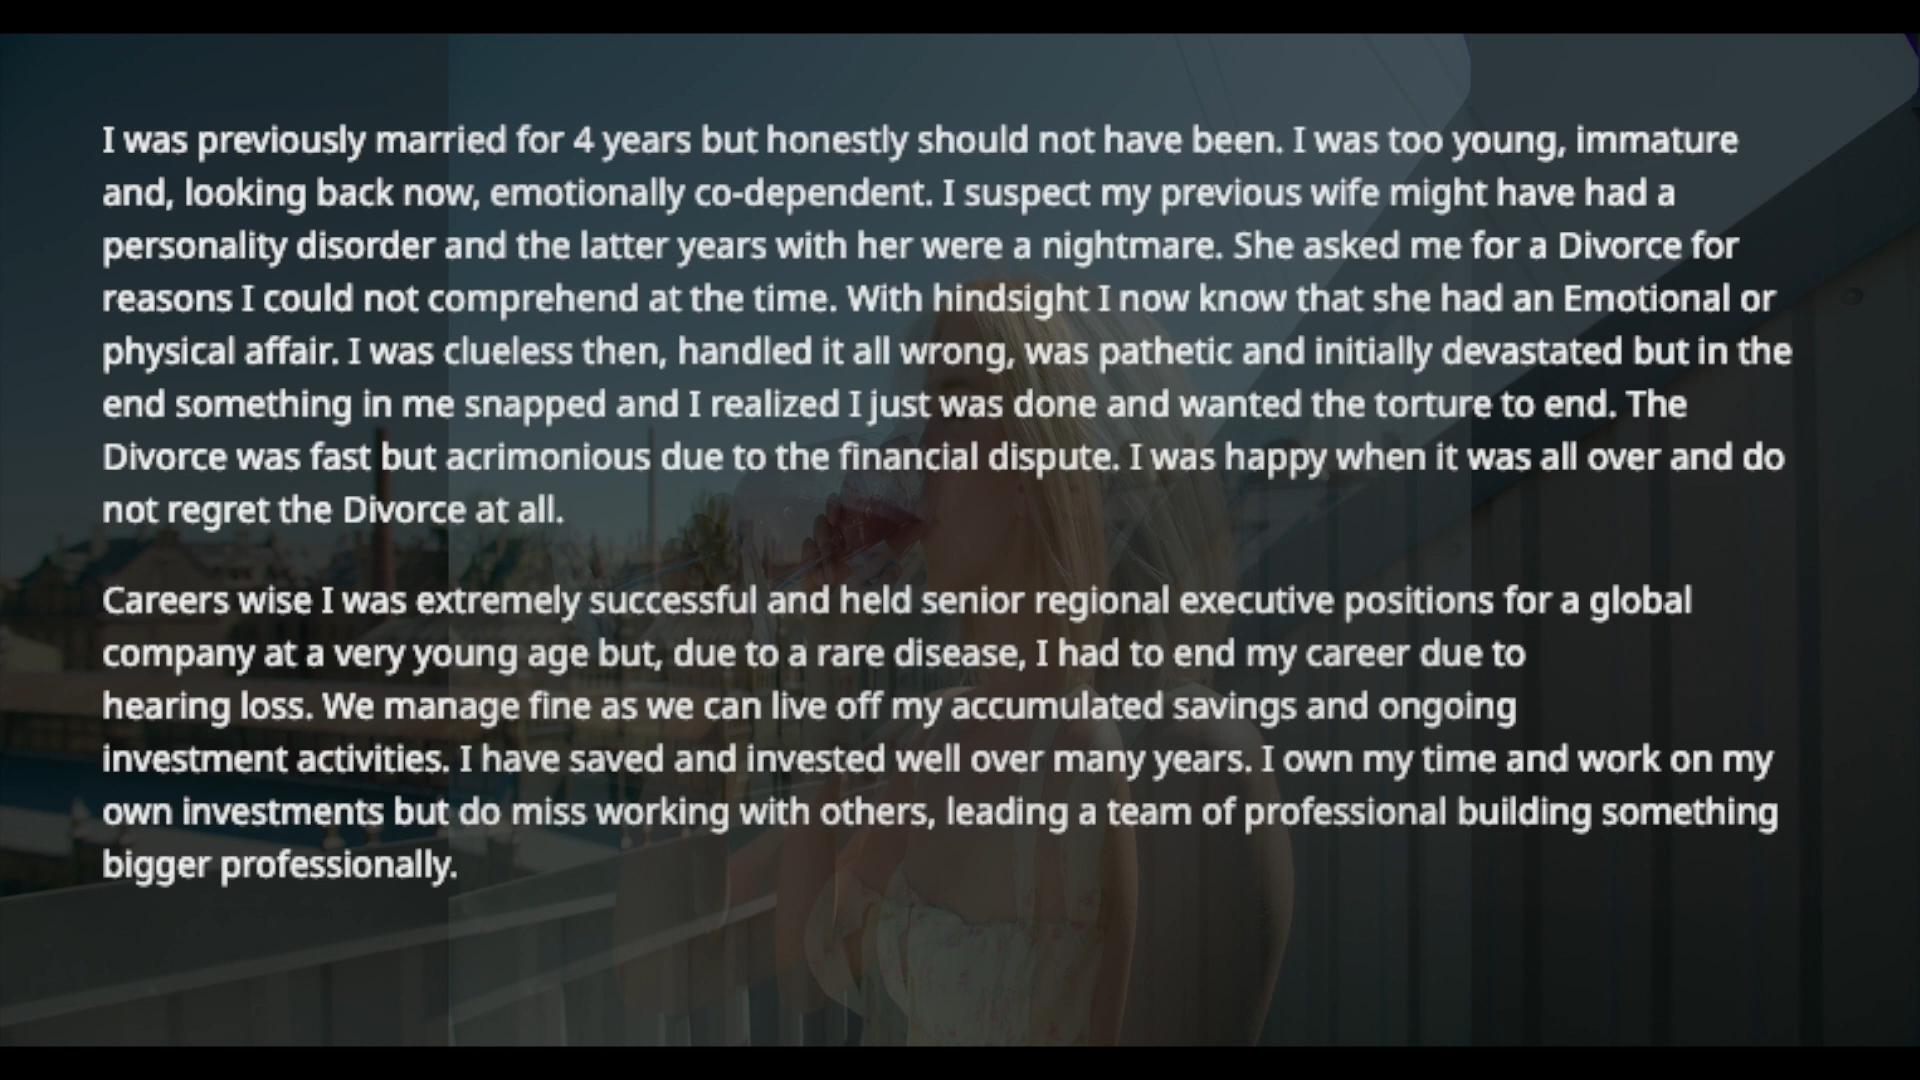 I was previously married for 4 years but honestly should not have been. I was too young, immature
and, looking back now, emotionally co-dependent. I suspect my previous wife might have had a
personality disorder and the latter years with her were a nightmare. She asked me for a Divorce for
reasons I could not comprehend at the time. With hindsight I now know that she had an Emotional or
physical affair. I was clueless then, handled it all wrong, was pathetic and initially devastated but in the
end something in me snapped and I realized I just was done and wanted the torture to end. The
Divorce was fast but acrimonious due to the financial dispute. I was happy when it was all over and do
not regret the Divorce at all.
Careers wise I was extremely successful and held senior regional executive positions for a global
company at a very young age but, due to a rare disease, I had to end my career due to
hearing loss. We manage fine as we can live off my accumulated savings and ongoing
investment activities. I have saved and invested well over many years. I own my time and work on my
own investments but do miss working with others, leading a team of professional building something
bigger professionally.